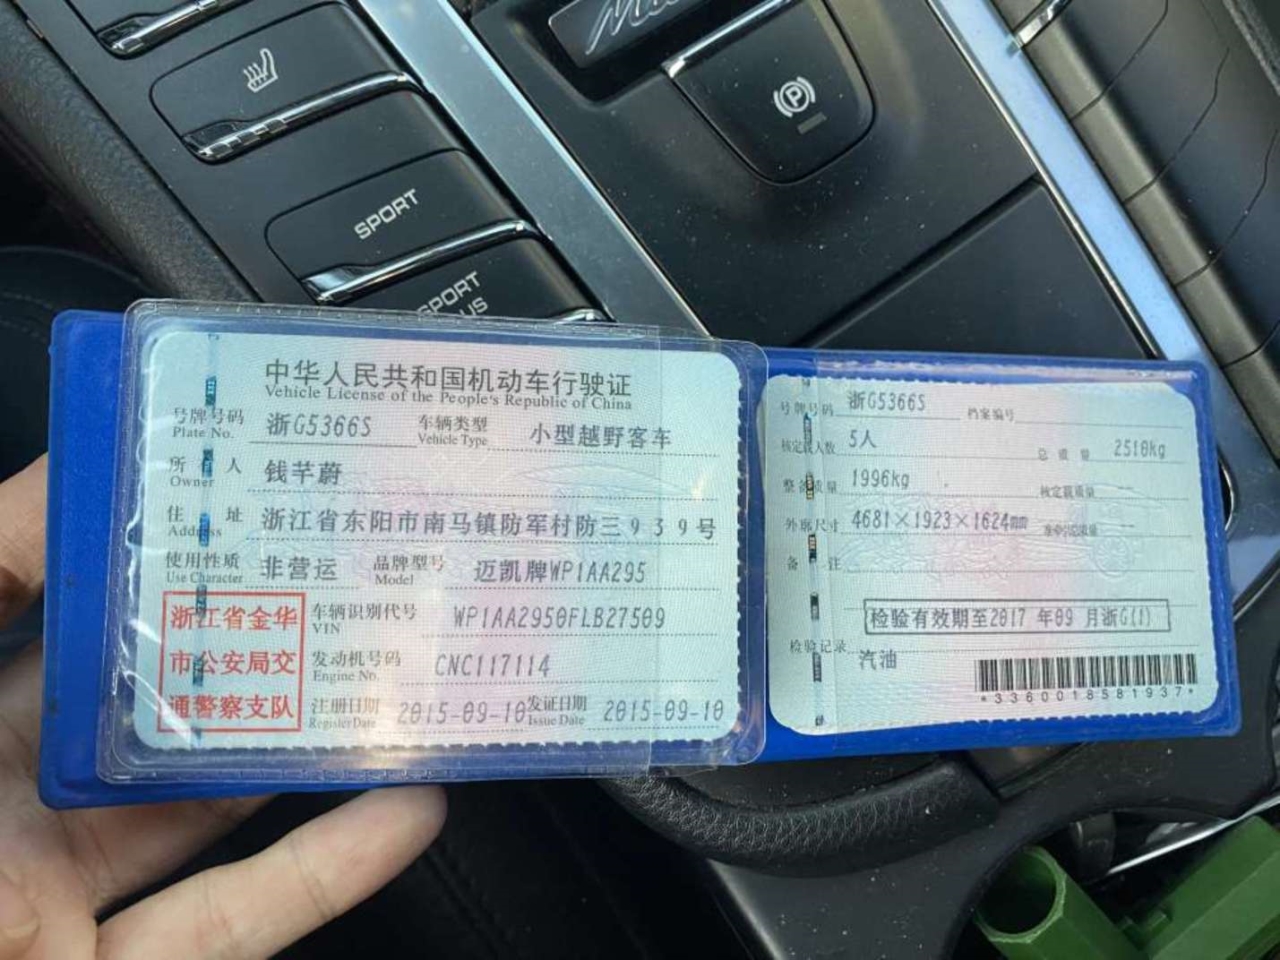 SPORT
SPORT
中华人民共和国机动车行驶证
Vehicle License of the People's Republic of China
号牌号码 浙G5366S 车辆类型 小型越野客车
Plate No. Vehicle Type
所有人 钱芊蔚
Owner
住址 浙江省东阳市南马镇防军村防三939号
Address
使用性质 非营运 品牌型号 迈凯牌WP1AA295
Use Character Model
浙江省金华
市公安局交
通警察支队
车辆识别代号 WP1AA2950FLB27509
VIN
发动机号码 CNC117114
Engine No.
注册日期 2015-09-10 发证日期 2015-09-10
Register Date Issue Date
号牌号码 浙G5366S 档案编号
核定载人数 5人 总质量 2510kg
整备质量 1996kg 核定载质量 --
外廓尺寸 4681×1923×1624mm --
备注
检验有效期至2017年09月浙G(1)
检验记录 汽油
*3360018581937*